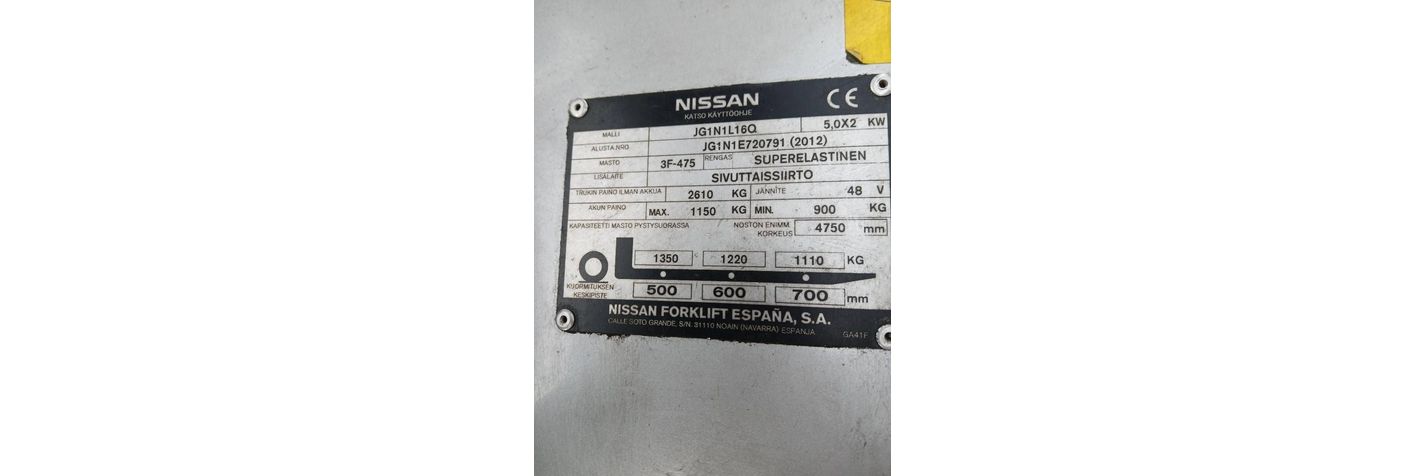 NISSAN CE
KATSO KÄYTTÖOHJE
MALLI JG1N1L16Q 5,0X2 KW
ALUSTA.NRO JG1N1E720791 (2012)
MASTO 3F-475 RENGAS SUPERELASTINEN
LISÄLAITE SIVUTTAISSIIRTO
TRUKIN PAINO ILMAN AKKUA 2610 KG JÄNNITE 48 V
AKUN PAINO MAX. 1150 KG MIN. 900 KG
KAPASITEETTI MASTO PYSTYSUORASSA NOSTON ENIMM. KORKEUS 4750 mm
1350 1220 1110 KG
KUORMITUKSEN KESKIPISTE 500 600 700 mm
NISSAN FORKLIFT ESPAÑA, S.A.
CALLE SOTO GRANDE, S/N. 31110 NOAIN (NAVARRA) ESPANJA GA41F